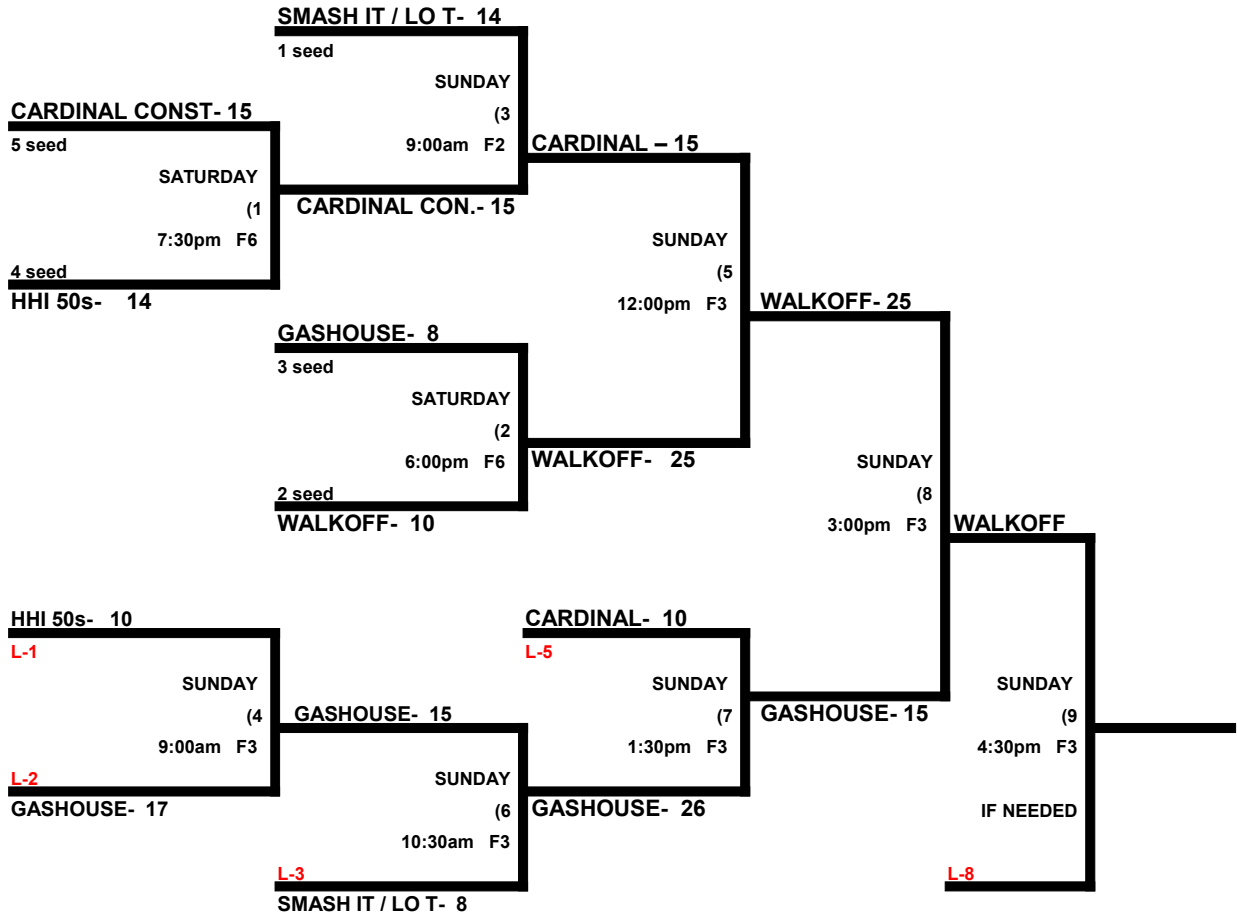 SMASH IT / LO T- 14
1 seed
SUNDAY
(3
9:00am F2
CARDINAL CONST- 15
5 seed
SATURDAY
(1
7:30pm F6
4 seed
HHI 50s- 14
CARDINAL CON.- 15
CARDINAL – 15
SUNDAY
(5
12:00pm F3
GASHOUSE- 8
3 seed
SATURDAY
(2
6:00pm F6
2 seed
WALKOFF- 10
WALKOFF- 25
WALKOFF- 25
SUNDAY
(8
3:00pm F3
WALKOFF
HHI 50s- 10
L-1
SUNDAY
(4
9:00am F3
L-2
GASHOUSE- 17
GASHOUSE- 15
SUNDAY
(6
10:30am F3
L-3
SMASH IT / LO T- 8
CARDINAL- 10
L-5
SUNDAY
(7
1:30pm F3
GASHOUSE- 26
GASHOUSE- 15
SUNDAY
(9
4:30pm F3
IF NEEDED
L-8